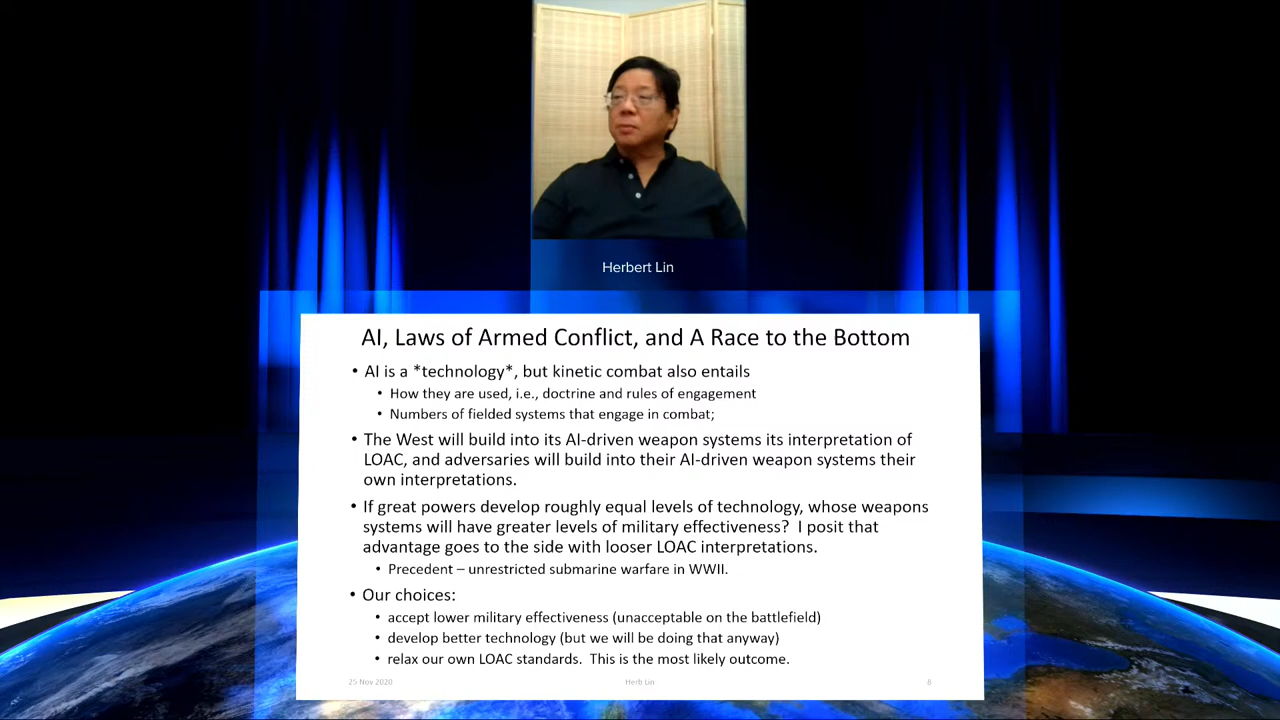 Herbert Lin
AI, Laws of Armed Conflict, and A Race to the Bottom
• AI is a *technology*, but kinetic combat also entails
• How they are used, i.e., doctrine and rules of engagement
• Numbers of fielded systems that engage in combat;
• The West will build into its AI-driven weapon systems its interpretation of
LOAC, and adversaries will build into their AI-driven weapon systems their
own interpretations.
• If great powers develop roughly equal levels of technology, whose weapons
systems will have greater levels of military effectiveness?  I posit that
advantage goes to the side with looser LOAC interpretations.
• Precedent – unrestricted submarine warfare in WWII.
• Our choices:
• accept lower military effectiveness (unacceptable on the battlefield)
• develop better technology (but we will be doing that anyway)
• relax our own LOAC standards.  This is the most likely outcome.
25 Nov 2020
Herb Lin
8